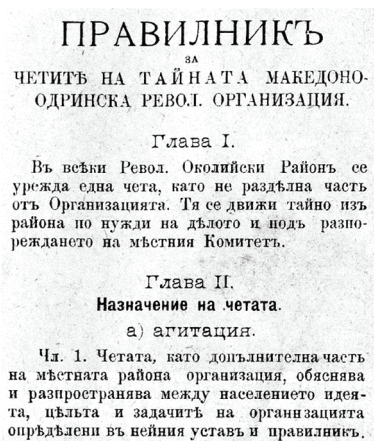 ПРАВИЛНИКЪ
ЗА
ЧЕТИТѢ НА ТАЙНАТА МАКЕДОНО-
ОДРИНСКА РЕВОЛ. ОРГАНИЗАЦИЯ.
Глава I.
Въ всѣки Револ. Околийски Районъ се
урежда една чета, като не раздѣлна часть
отъ Организацията. Тя се движи тайно изъ
района по нужди на дѣлото и подъ разпо-
реждането на мѣстния Комитетъ.
Глава II.
Назначение на четата.
а) агитация.
Чл. 1. Четата, като допълнителна часть
на мѣстната района организация, обяснява
и разпространява между населението идея-
та, цѣльта и задачитѣ на организацията
опрѣдѣлени въ нейния уставъ и правилникъ.